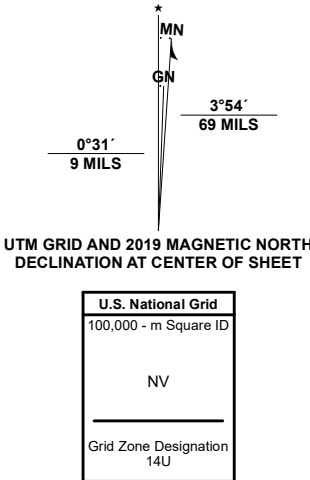 ★
MN
GN
3°54´
69 MILS
0°31´
9 MILS
UTM GRID AND 2019 MAGNETIC NORTH
DECLINATION AT CENTER OF SHEET
U.S. National Grid
100,000 - m Square ID
NV
Grid Zone Designation
14U